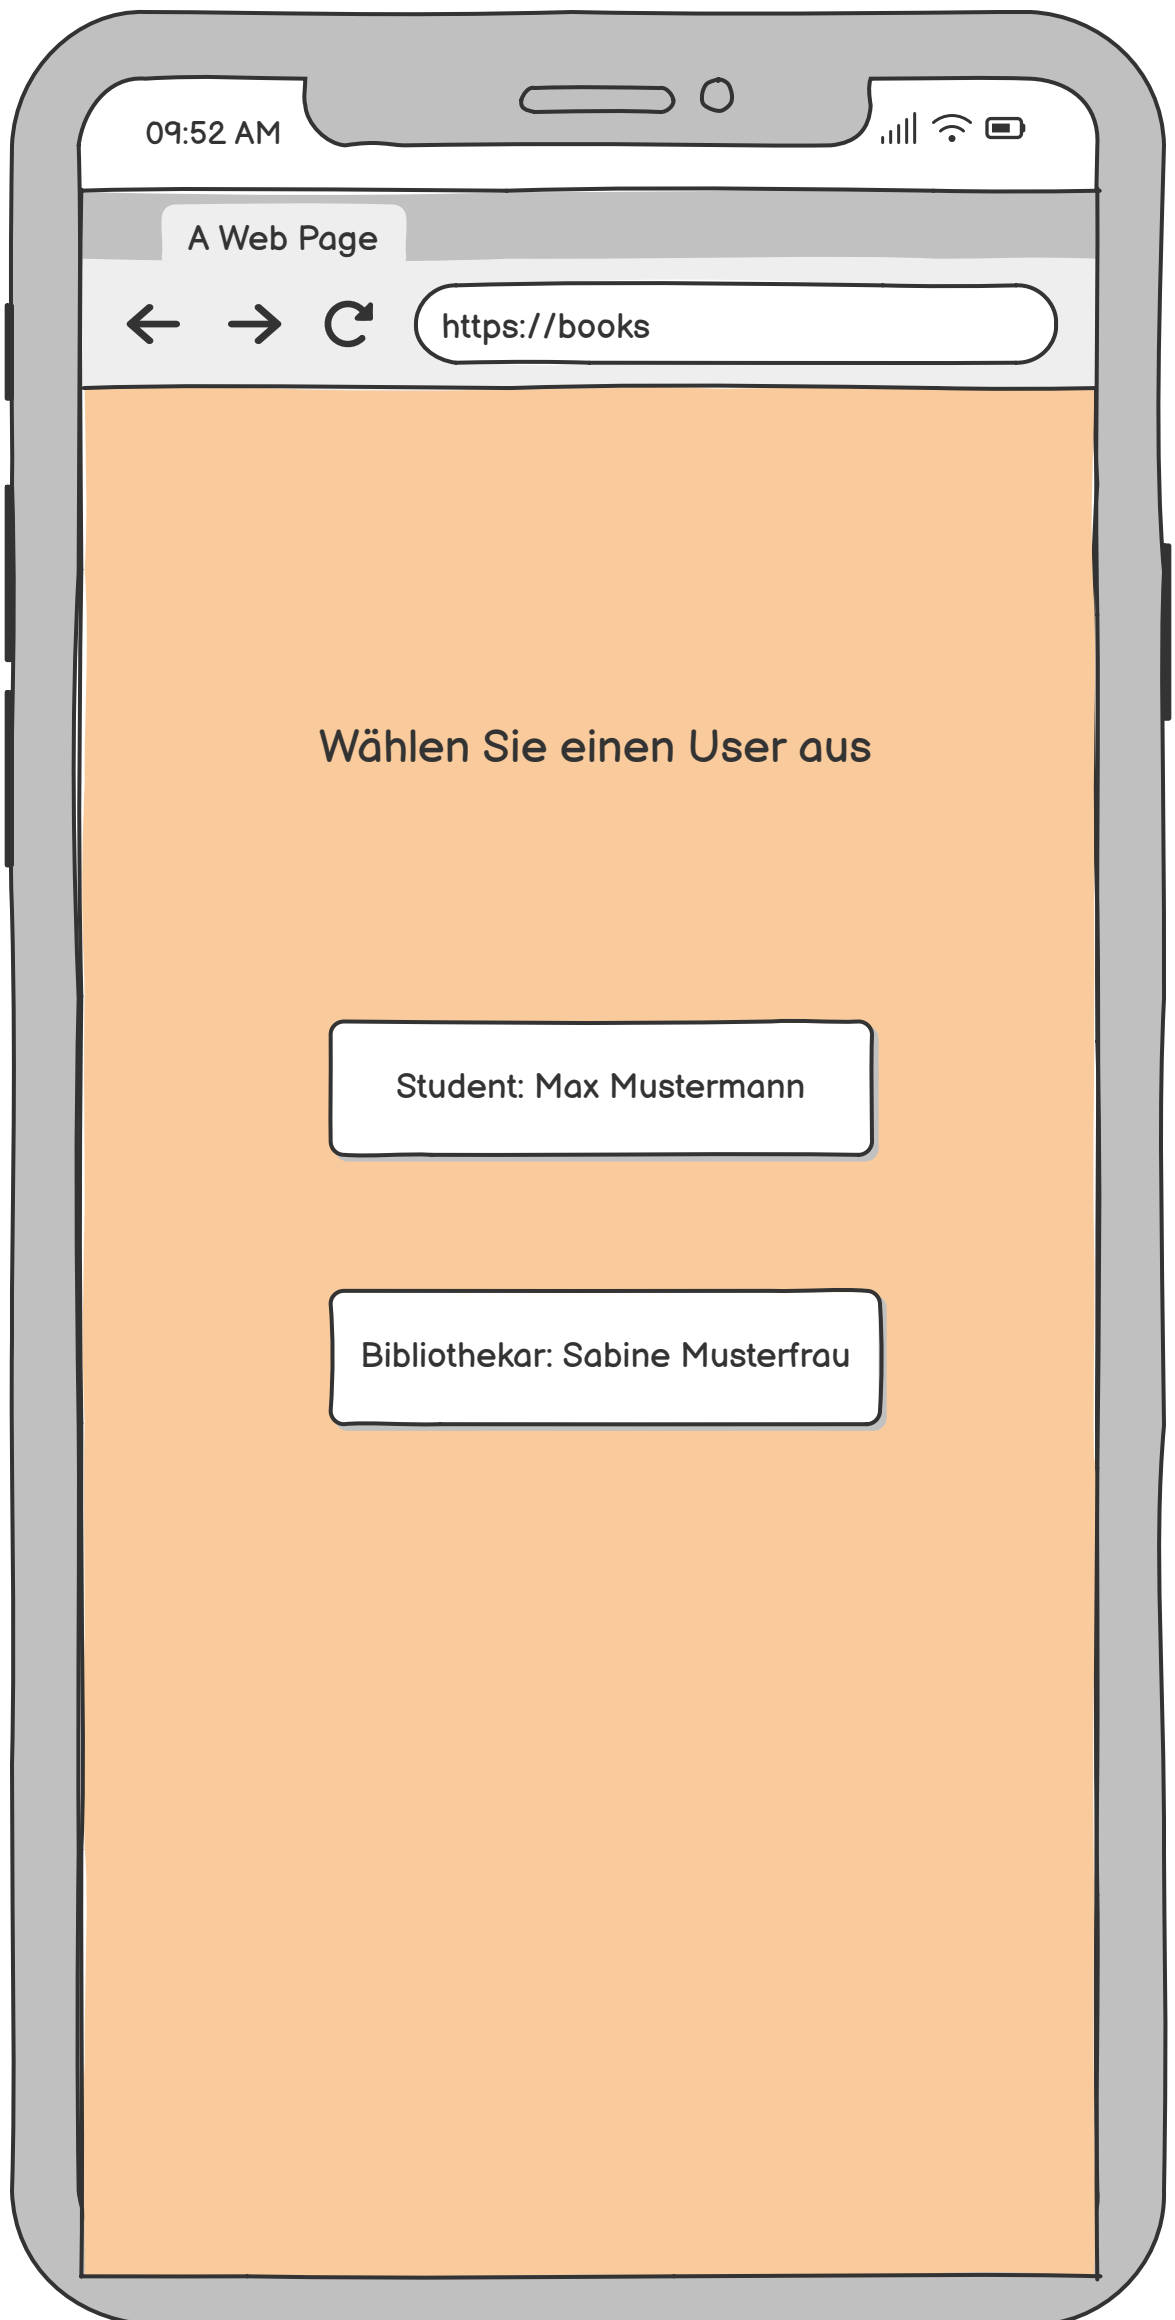 09:52 AM
A Web Page
https://books
Wählen Sie einen User aus
Student: Max Mustermann
Bibliothekar: Sabine Musterfrau